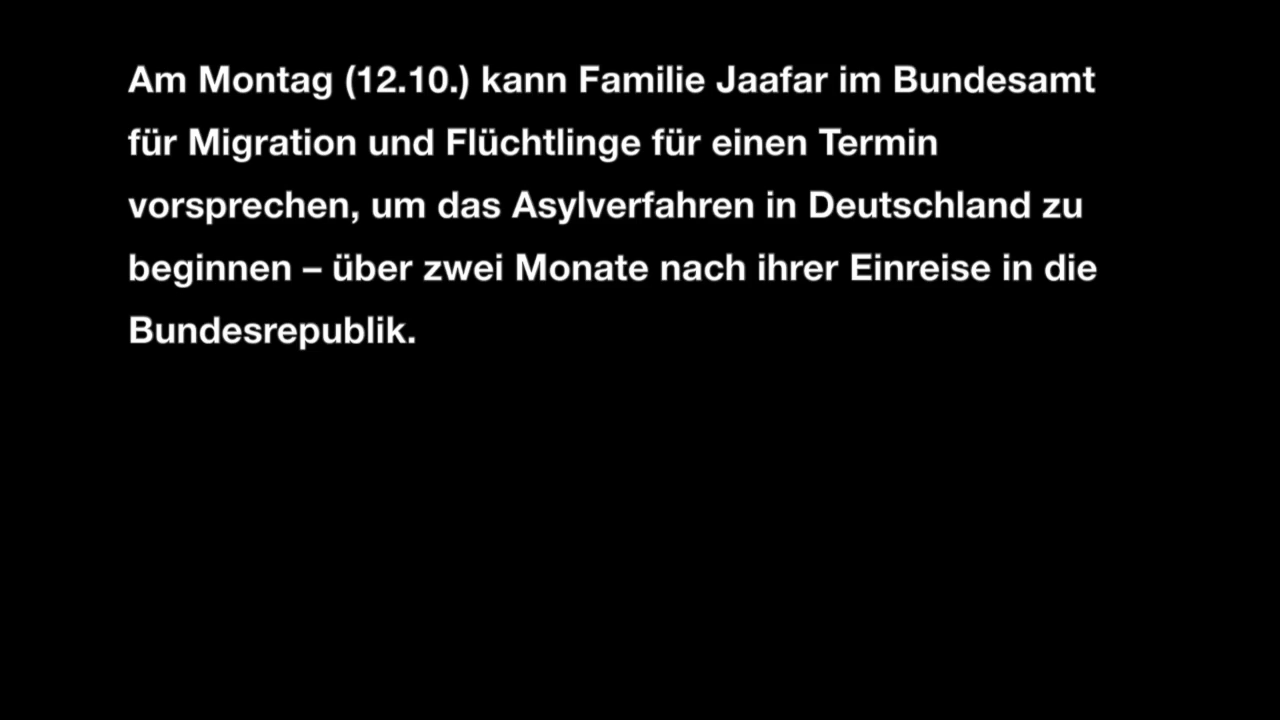 Am Montag (12.10.) kann Familie Jaafar im Bundesamt
für Migration und Flüchtlinge für einen Termin
vorsprechen, um das Asylverfahren in Deutschland zu
beginnen – über zwei Monate nach ihrer Einreise in die
Bundesrepublik.